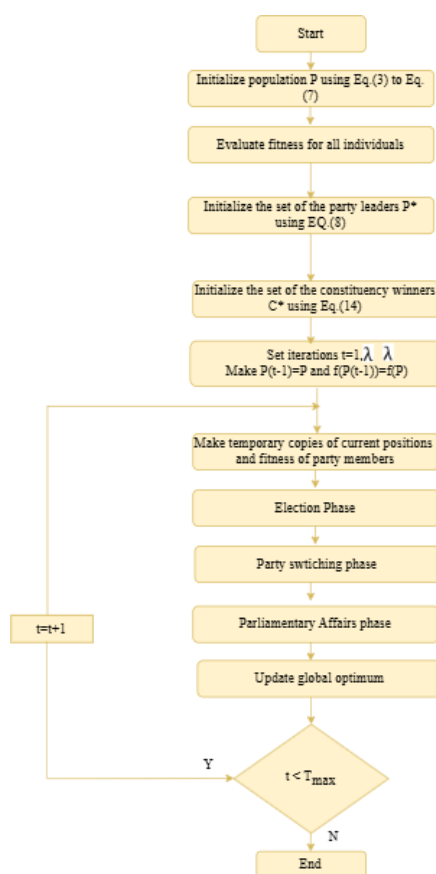 Start
Initialize population P using Eq.(3) to Eq.
(7)
Evaluate fitness for all individuals
Initialize the set of the party leaders P*
using EQ.(8)
Initialize the set of the constituency winners
C* using Eq.(14)
Set iterations t=1,λ λ
Make P(t-1)=P and f(P(t-1))=f(P)
Make temporary copies of current positions
and fitness of party members
Election Phase
Party swtiching phase
t=t+1
Parliamentary Affairs phase
Update global optimum
Y
t < Tmax
N
End